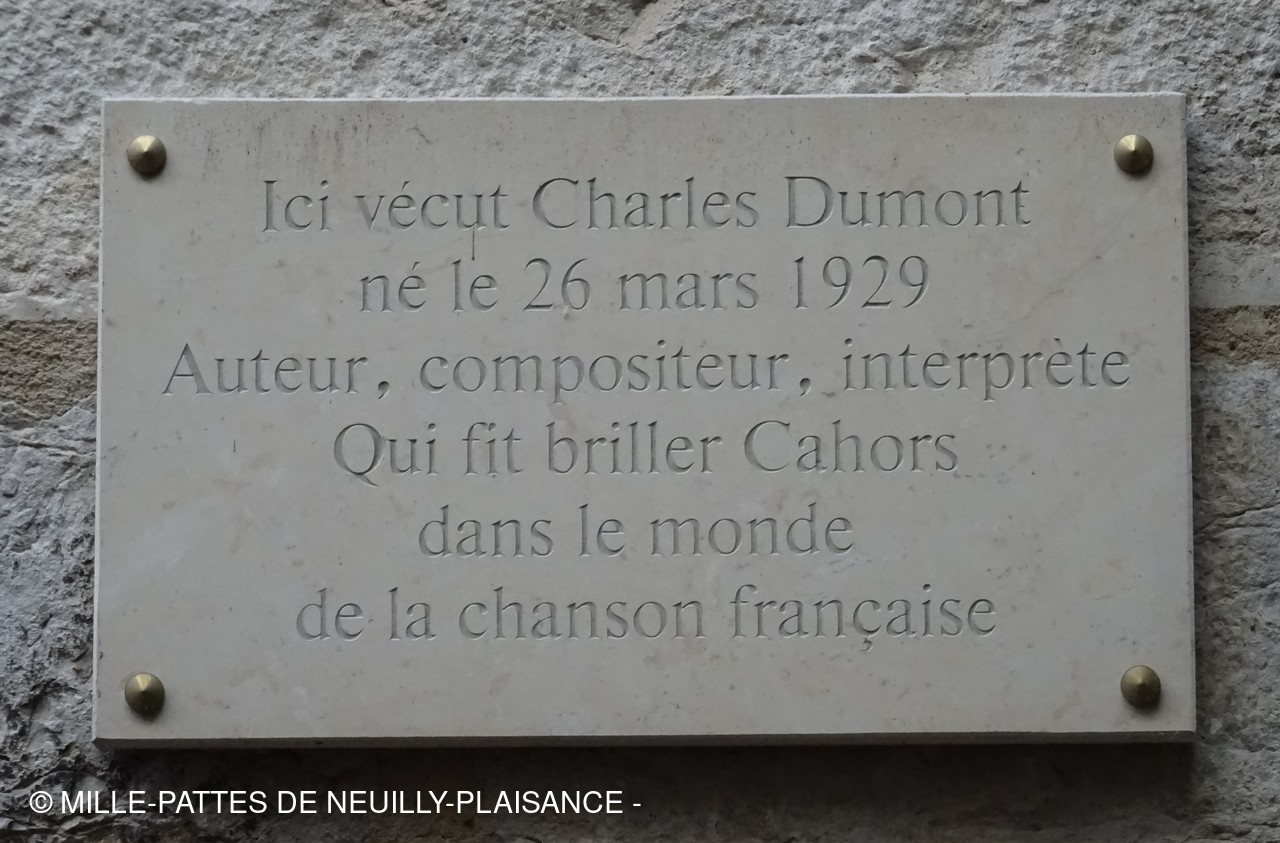 Ici vécut Charles Dumont
né le 26 mars 1929
Auteur, compositeur, interprète
Qui fit briller Cahors
dans le monde
de la chanson française
© MILLE-PATTES DE NEUILLY-PLAISANCE -